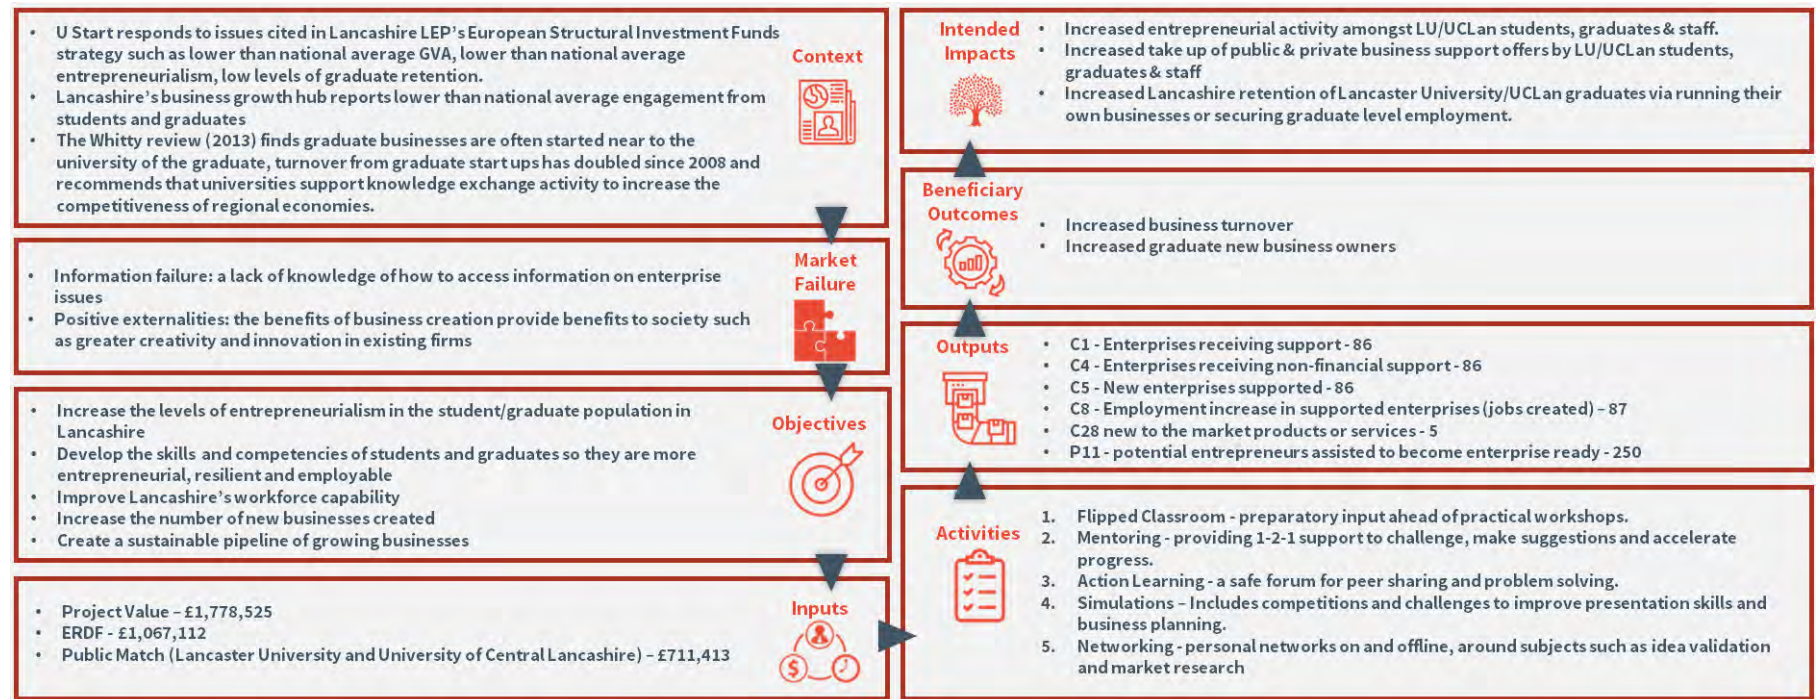 • U Start responds to issues cited in Lancashire LEP's European Structural Investment Funds
strategy such as lower than national average GVA, lower than national average
entrepreneurialism, low levels of graduate retention.
• Lancashire's business growth hub reports lower than national average engagement from
students and graduates
• The Whitty review (2013) finds graduate businesses are often started near to the
university of the graduate, turnover from graduate start ups has doubled since 2008 and
recommends that universities support knowledge exchange activity to increase the
competitiveness of regional economies.
Context
• Information failure: a lack of knowledge of how to access information on enterprise
issues
• Positive externalities: the benefits of business creation provide benefits to society such
as greater creativity and innovation in existing firms
Market
Failure
• Increase the levels of entrepreneurialism in the student/graduate population in
Lancashire
• Develop the skills and competencies of students and graduates so they are more
entrepreneurial, resilient and employable
• Improve Lancashire's workforce capability
• Increase the number of new businesses created
• Create a sustainable pipeline of growing businesses
Objectives
• Project Value – £1,778,525
• ERDF - £1,067,112
• Public Match (Lancaster University and University of Central Lancashire) – £711,413
Inputs
$
Intended
Impacts
• Increased entrepreneurial activity amongst LU/UCLan students, graduates & staff.
• Increased take up of public & private business support offers by LU/UCLan students,
graduates & staff
• Increased Lancashire retention of Lancaster University/UCLan graduates via running their
own businesses or securing graduate level employment.
Beneficiary
Outcomes
• Increased business turnover
• Increased graduate new business owners
Outputs
• C1 - Enterprises receiving support - 86
• C4 - Enterprises receiving non-financial support - 86
• C5 - New enterprises supported - 86
• C8 - Employment increase in supported enterprises (jobs created) – 87
• C28 new to the market products or services - 5
• P11 - potential entrepreneurs assisted to become enterprise ready - 250
Activities
1. Flipped Classroom - preparatory input ahead of practical workshops.
2. Mentoring - providing 1-2-1 support to challenge, make suggestions and accelerate
progress.
3. Action Learning - a safe forum for peer sharing and problem solving.
4. Simulations – Includes competitions and challenges to improve presentation skills and
business planning.
5. Networking - personal networks on and offline, around subjects such as idea validation
and market research